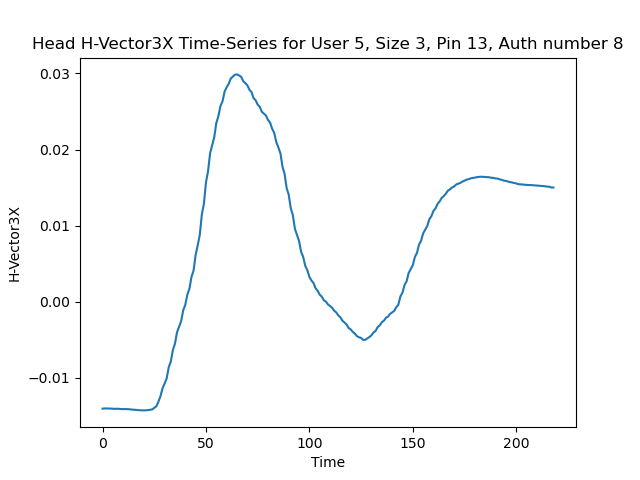 Head H-Vector3X Time-Series for User 5, Size 3, Pin 13, Auth number 8
0.03
0.02
0.01
0.00
−0.01
H-Vector3X
0 50 100 150 200
Time